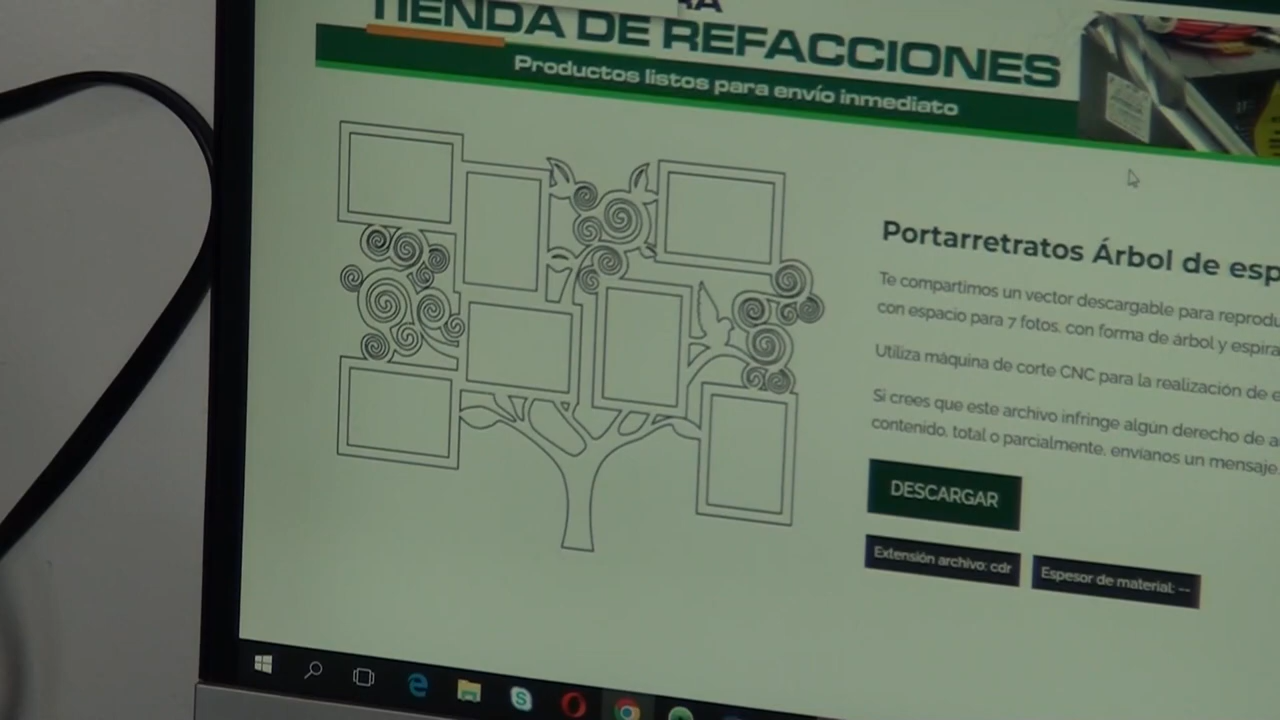 TIENDA DE REFACCIONES
Productos listos para envío inmediato
Portarretratos Árbol de
Te compartimos un vector descargable para
con espacio para 7 fotos, con forma de árbol y
Utiliza máquina de corte CNC para la realización de
Si crees que este archivo infringe algún derecho de
contenido, total o parcialmente, envíanos un mensaje.
DESCARGAR
Extensión archivo: cdr
Espesor de material: --